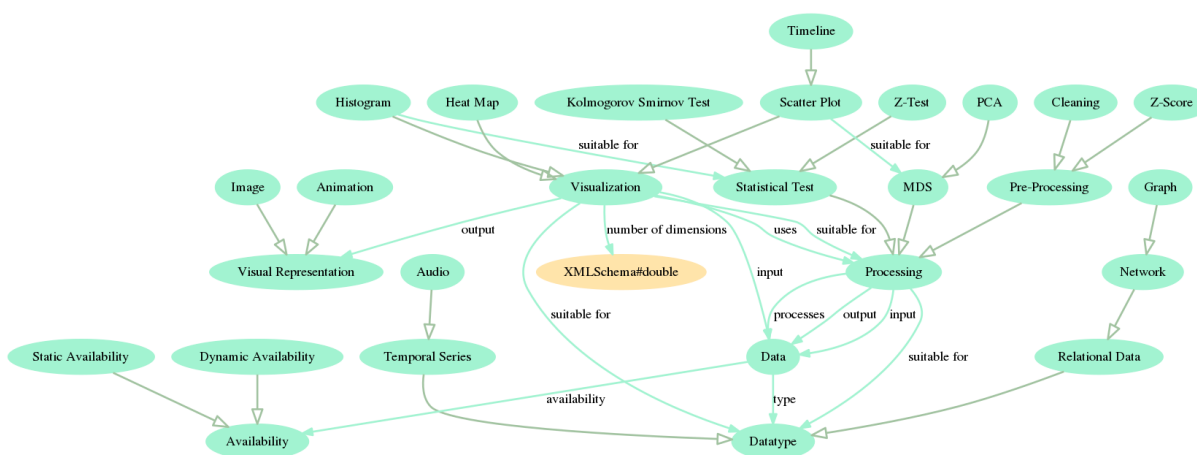 Timeline
Histogram
Heat Map
Kolmogorov Smirnov Test
Scatter Plot
Z-Test
PCA
Cleaning
Z-Score
suitable for
suitable for
Image
Animation
Visualization
Statistical Test
MDS
Pre-Processing
Graph
output
number of dimensions
uses
suitable for
Visual Representation
Audio
XMLSchema#double
input
Processing
Network
suitable for
processes
output
input
Static Availability
Dynamic Availability
Temporal Series
Data
suitable for
Relational Data
availability
type
Availability
Datatype